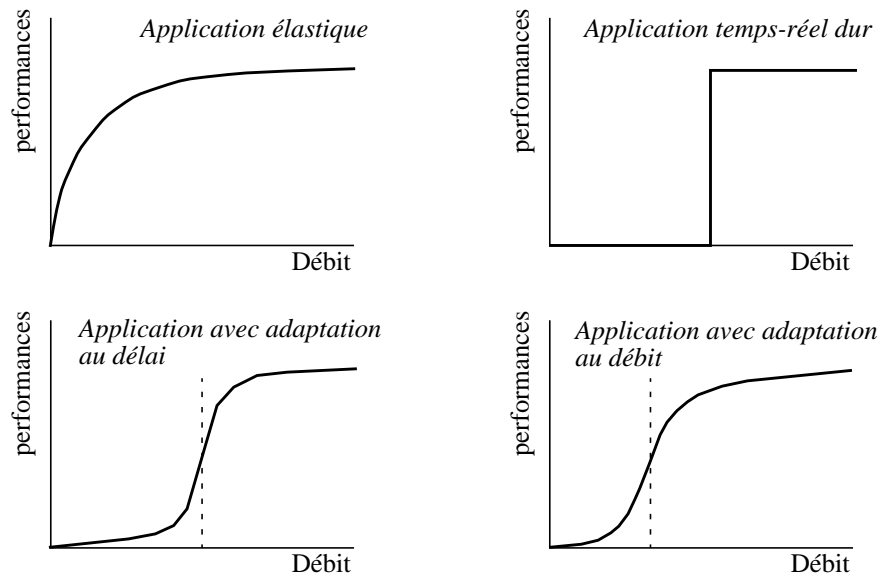 Application élastique
performances
Débit
Application temps-réel dur
performances
Débit
Application avec adaptation
au délai
performances
Débit
Application avec adaptation
au débit
performances
Débit